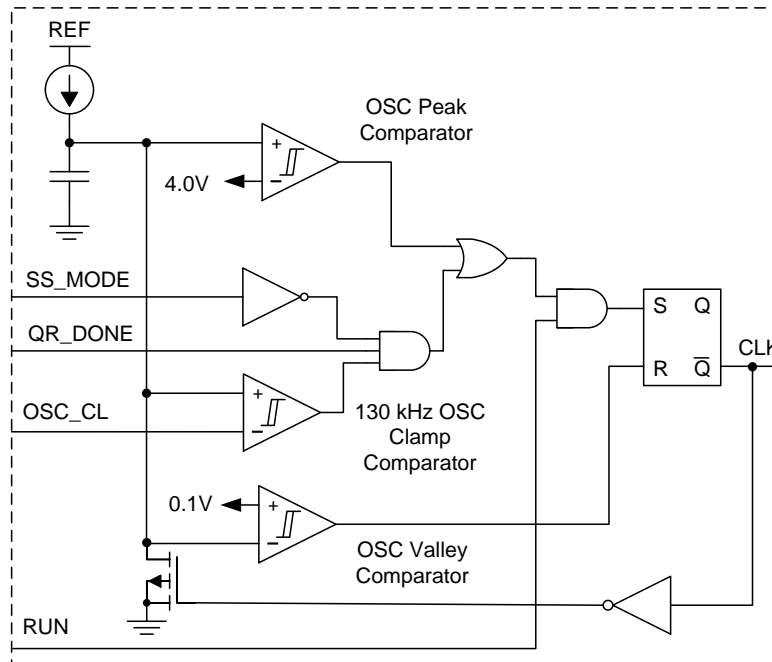 REF
OSC Peak
Comparator
+
4.0V
−
SS_MODE
QR_DONE
S Q
CLK
R Q̅
+
OSC_CL
−
130 kHz OSC
Clamp
Comparator
0.1V
+
−
OSC Valley
Comparator
RUN